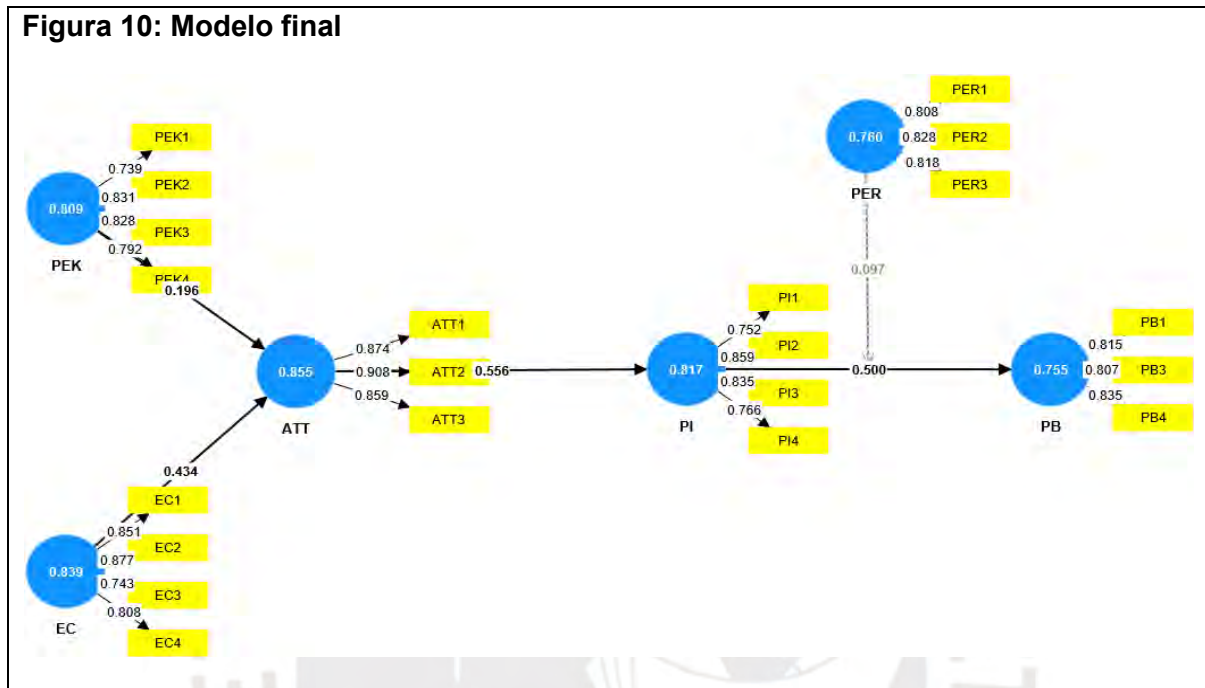 Figura 10: Modelo final
PEK1
0.739
PEK2
0.831
0.809
0.828
PEK3
0.792
PEK
PEK4
0.196
PER1
0.808
0.760
0.828
PER2
0.818
PER
PER3
0.097
ATT1
0.874
0.855
0.908
ATT2
0.556
0.859
ATT3
ATT
PI1
0.752
PI2
0.859
0.817
0.835
PI3
0.766
PI
PI4
0.500
PB1
0.815
0.755
0.807
PB3
0.835
PB
PB4
0.434
EC1
0.851
EC2
0.839
0.877
0.743
EC3
0.808
EC
EC4